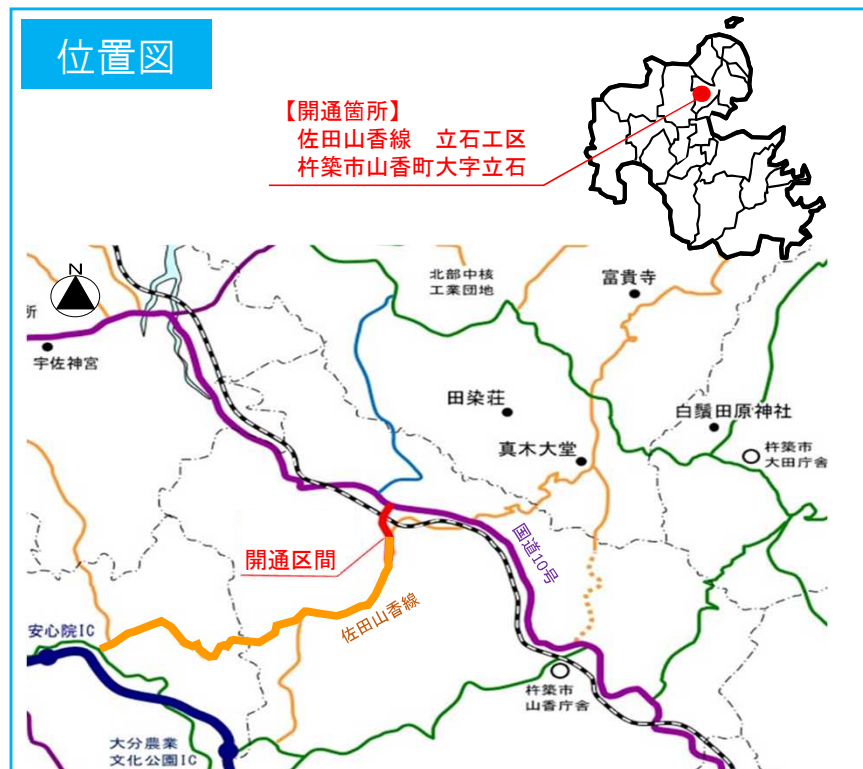 位置図
【開通箇所】
佐田山香線 立石工区
杵築市山香町大字立石
N
北部中核
工業団地
富貴寺
所
宇佐神宮
田染荘
白鬚田原神社
真木大堂
杵築市
大田庁舎
開通区間
国道10号
佐田山香線
安心院IC
杵築市
山香庁舎
大分農業
文化公園IC